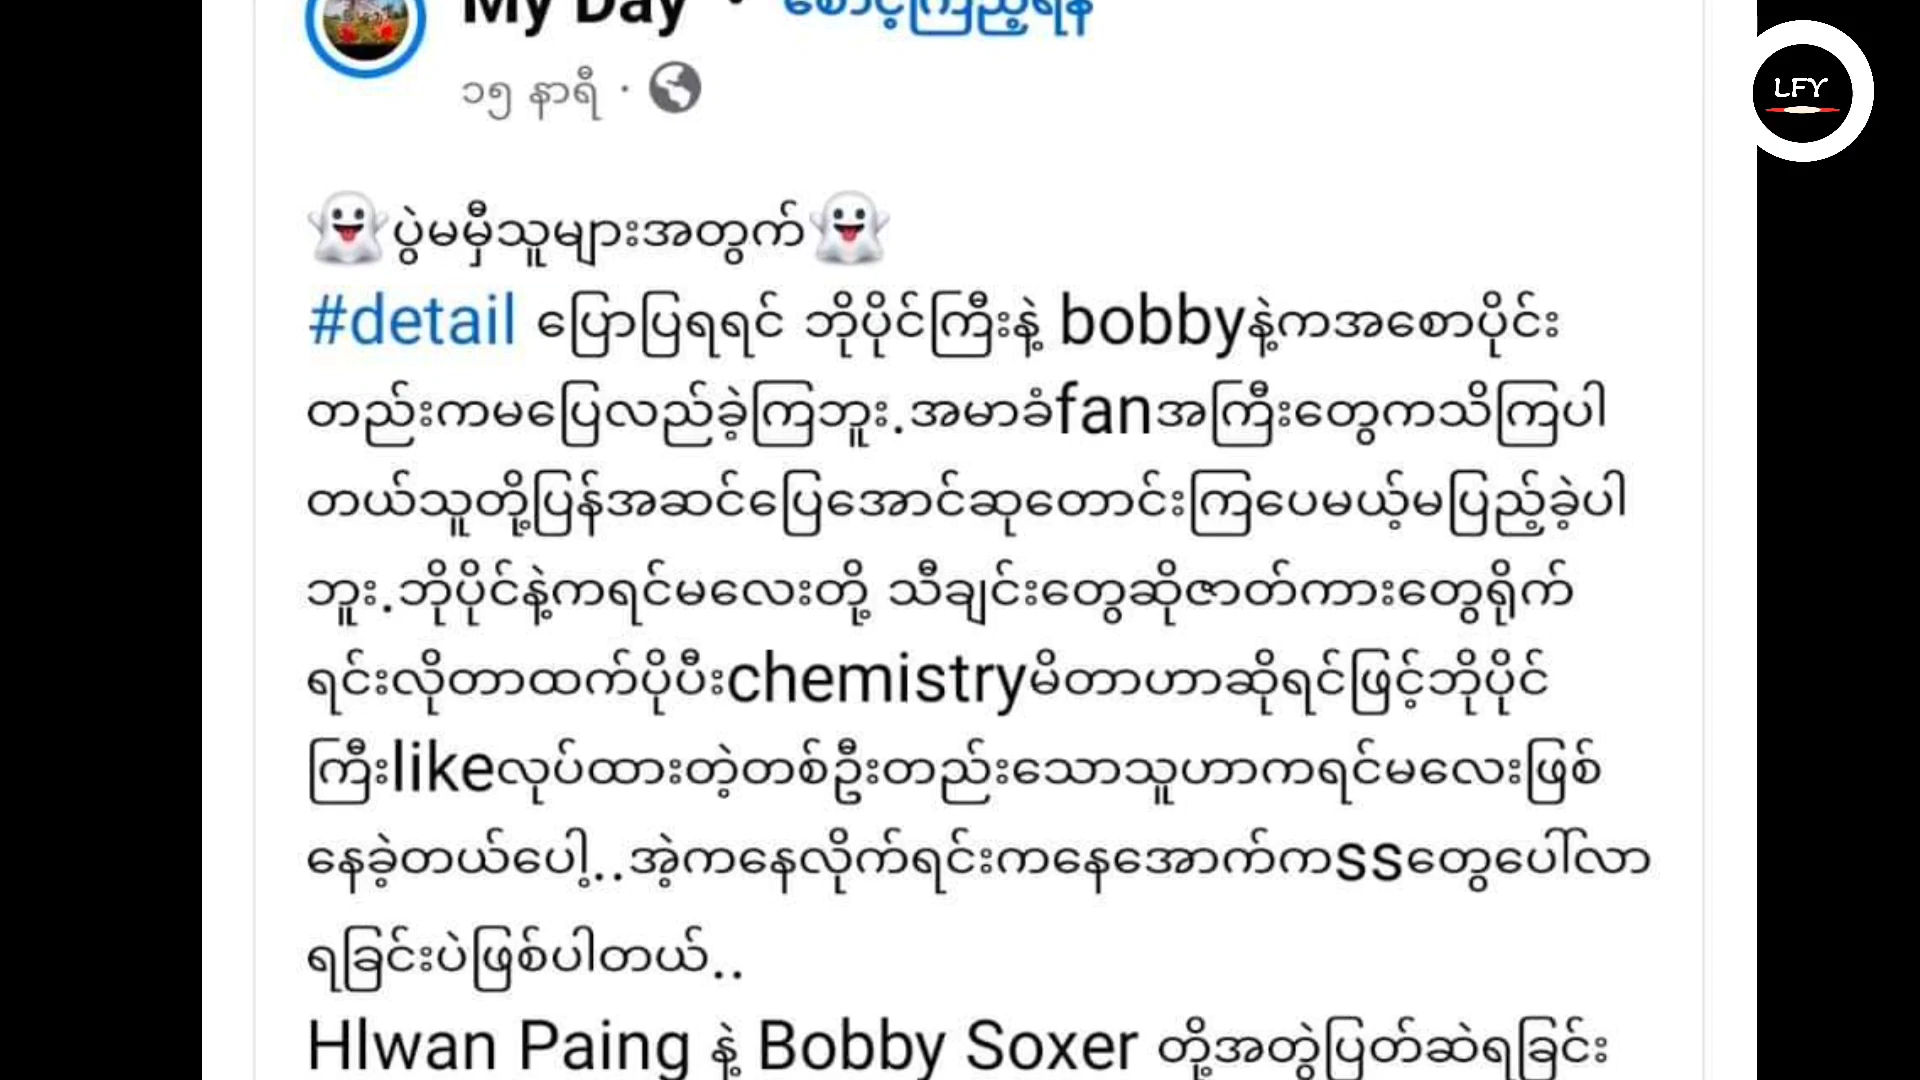 My Day · စောင့်ကြည့်ရန်
၁၅ နာရီ ·
LFY
👻ပွဲမမှီသူများအတွက်👻
#detail ပြောပြရရင် ဘိုပိုင်ကြီးနဲ့ bobbyနဲ့ကအစောပိုင်း
တည်းကမပြေလည်ခဲ့ကြဘူး.အမာခံfanအကြီးတွေကသိကြပါ
တယ်သူတို့ပြန်အဆင်ပြေအောင်ဆုတောင်းကြပေမယ့်မပြည့်ခဲ့ပါ
ဘူး.ဘိုပိုင်နဲ့ကရင်မလေးတို့ သီချင်းတွေဆိုဇာတ်ကားတွေရိုက်
ရင်းလိုတာထက်ပိုပီးchemistryမိတာဟာဆိုရင်ဖြင့်ဘိုပိုင်
ကြီးlikeလုပ်ထားတဲ့တစ်ဦးတည်းသောသူဟာကရင်မလေးဖြစ်
နေခဲ့တယ်ပေါ့..အဲ့ကနေလိုက်ရင်းကနေအောက်ကssတွေပေါ်လာ
ရခြင်းပဲဖြစ်ပါတယ်..
Hlwan Paing နဲ့ Bobby Soxer တို့အတွဲပြတ်ဆဲရခြင်း